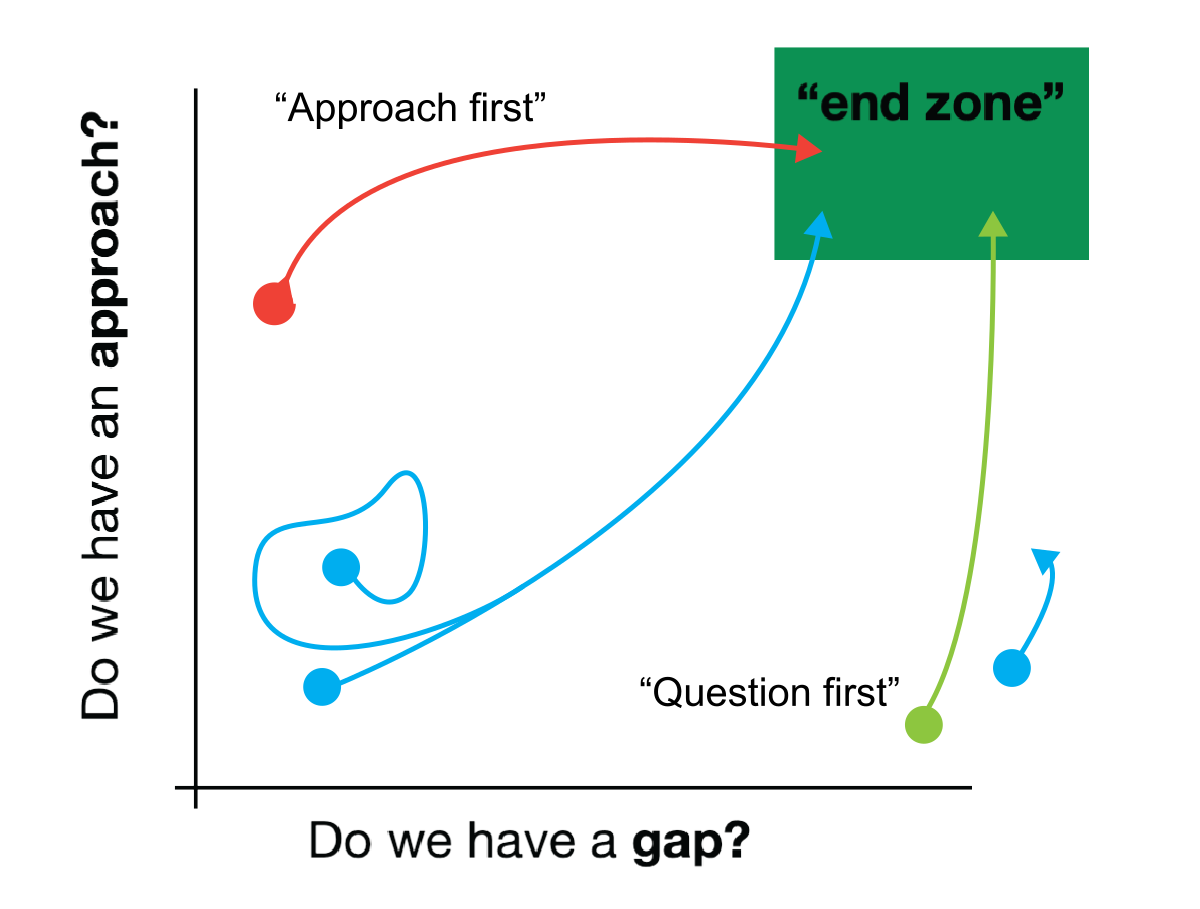 “Approach first”
“end zone”
Do we have an approach?
“Question first”
Do we have a gap?